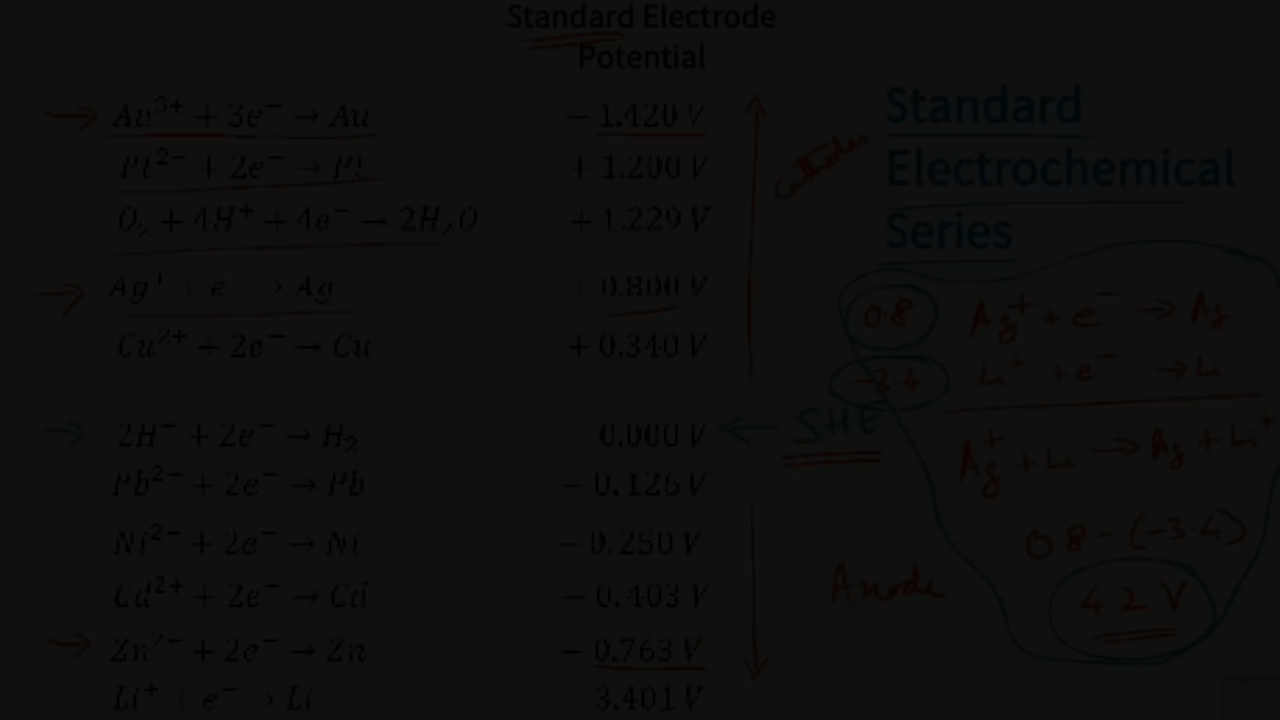 Standard Electrode
Potential
Au³⁺ + 3e⁻ → Au − 1.420 V
Pt²⁻ + 2e⁻ → Pt + 1.200 V
O₂ + 4H⁺ + 4e⁻ → 2H₂O + 1.229 V
Ag⁺ + e → Ag 0.800 V
Cu²⁺ + 2e⁻ → Cu + 0.340 V
2H⁻ + 2e⁻ → H₂ 0.000 V ← SHE
Pb²⁻ + 2e⁻ → Pb − 0.126 V
Ni²⁻ + 2e⁻ → Ni − 0.250 V
Cd²⁺ + 2e⁻ → Cd − 0.403 V
Zn²⁻ + 2e⁻ → Zn − 0.763 V
Li⁺ + e⁻ → Li 3.401 V
Cathodes
Anode
Standard
Electrochemical
Series
0.8 Ag⁺ + e⁻ → Ag
−3.4 Li⁺ + e⁻ → Li
Ag⁺ + Li → Ag + Li⁺
0.8 − (−3.4)
4.2 V